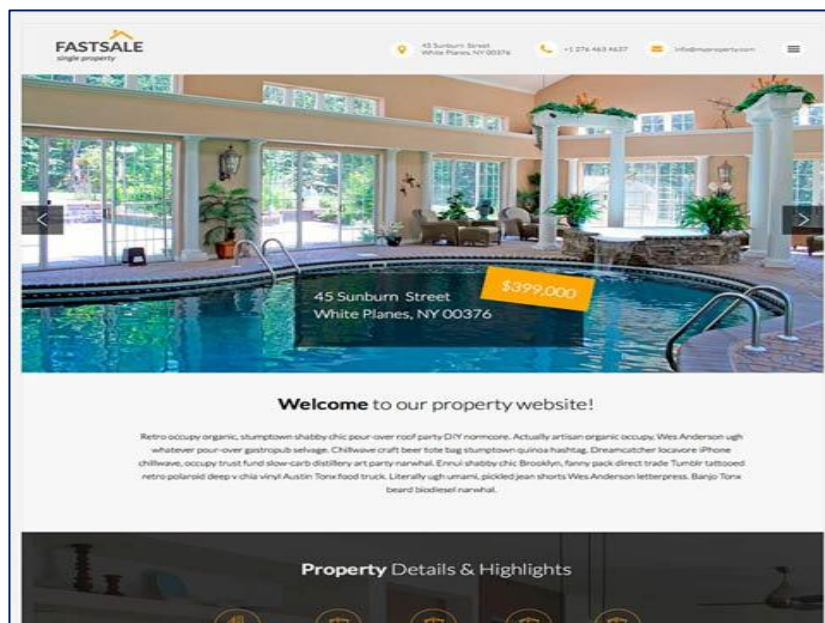 FASTSALE
single property
45 Sunburn Street
White Planes, NY 00376
+1 276 463 4637
info@myproperty.com
45 Sunburn Street
White Planes, NY 00376
$399,000
Welcome to our property website!
Retro occupy organic, stumptown shabby chic pour-over roof party DIY normcore. Actually artisan organic occupy, Wes Anderson ugh
whatever pour-over gastropub selvage. Chillwave craft beer tote bag stumptown quinoa hashtag. Dreamcatcher locavore iPhone
chillwave, occupy trust fund slow-carb distillery art party narwhal. Ennui shabby chic Brooklyn, fanny pack direct trade Tumblr tattooed
retro polaroid deep v chia vinyl Austin Tonx food truck. Literally ugh umami, pickled jean shorts Wes Anderson letterpress. Banjo Tonx
beard biodiesel narwhal.
Property Details & Highlights